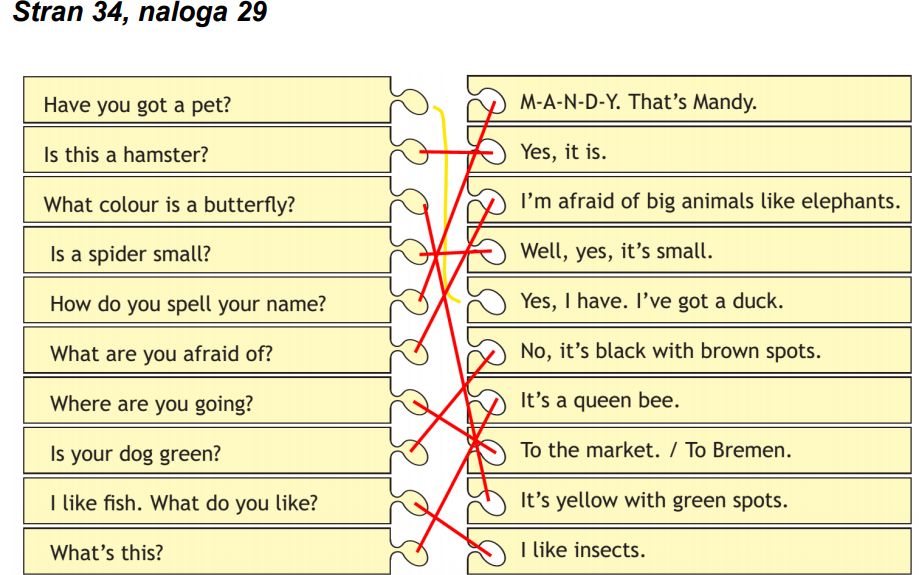 Stran 34, naloga 29
Have you got a pet?
Is this a hamster?
What colour is a butterfly?
Is a spider small?
How do you spell your name?
What are you afraid of?
Where are you going?
Is your dog green?
I like fish. What do you like?
What's this?
M-A-N-D-Y. That's Mandy.
Yes, it is.
I'm afraid of big animals like elephants.
Well, yes, it's small.
Yes, I have. I've got a duck.
No, it's black with brown spots.
It's a queen bee.
To the market. / To Bremen.
It's yellow with green spots.
I like insects.